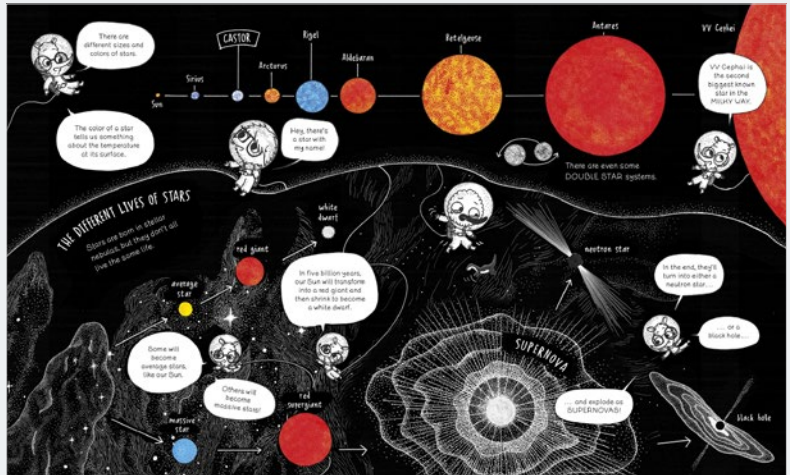 There are
different sizes and
colors of stars.
The color of a star
tells us something
about the temperature
at its surface.
Sun
Sirius
CASTOR
Arcturus
Rigel
Aldebaran
Betelgeuse
Antares
VV Cephei
Hey, there's
a star with
my name!
There are even some
DOUBLE STAR systems.
VV Cephei is
the second
biggest known
star in the
MILKY WAY.
THE DIFFERENT LIVES OF STARS
Stars are born in stellar
nebulas, but they don't all
live the same life.
average
star
red giant
white
dwarf
In five billion years,
our Sun will transform
into a red giant and
then shrink to become
a white dwarf.
Some will
become
average stars,
like our Sun.
Others will
become
massive stars!
massive
star
red
supergiant
SUPERNOVA
... and explode as
SUPERNOVAS!
neutron star
In the end, they'll
turn into either a
neutron star...
... or a
black hole...
black hole